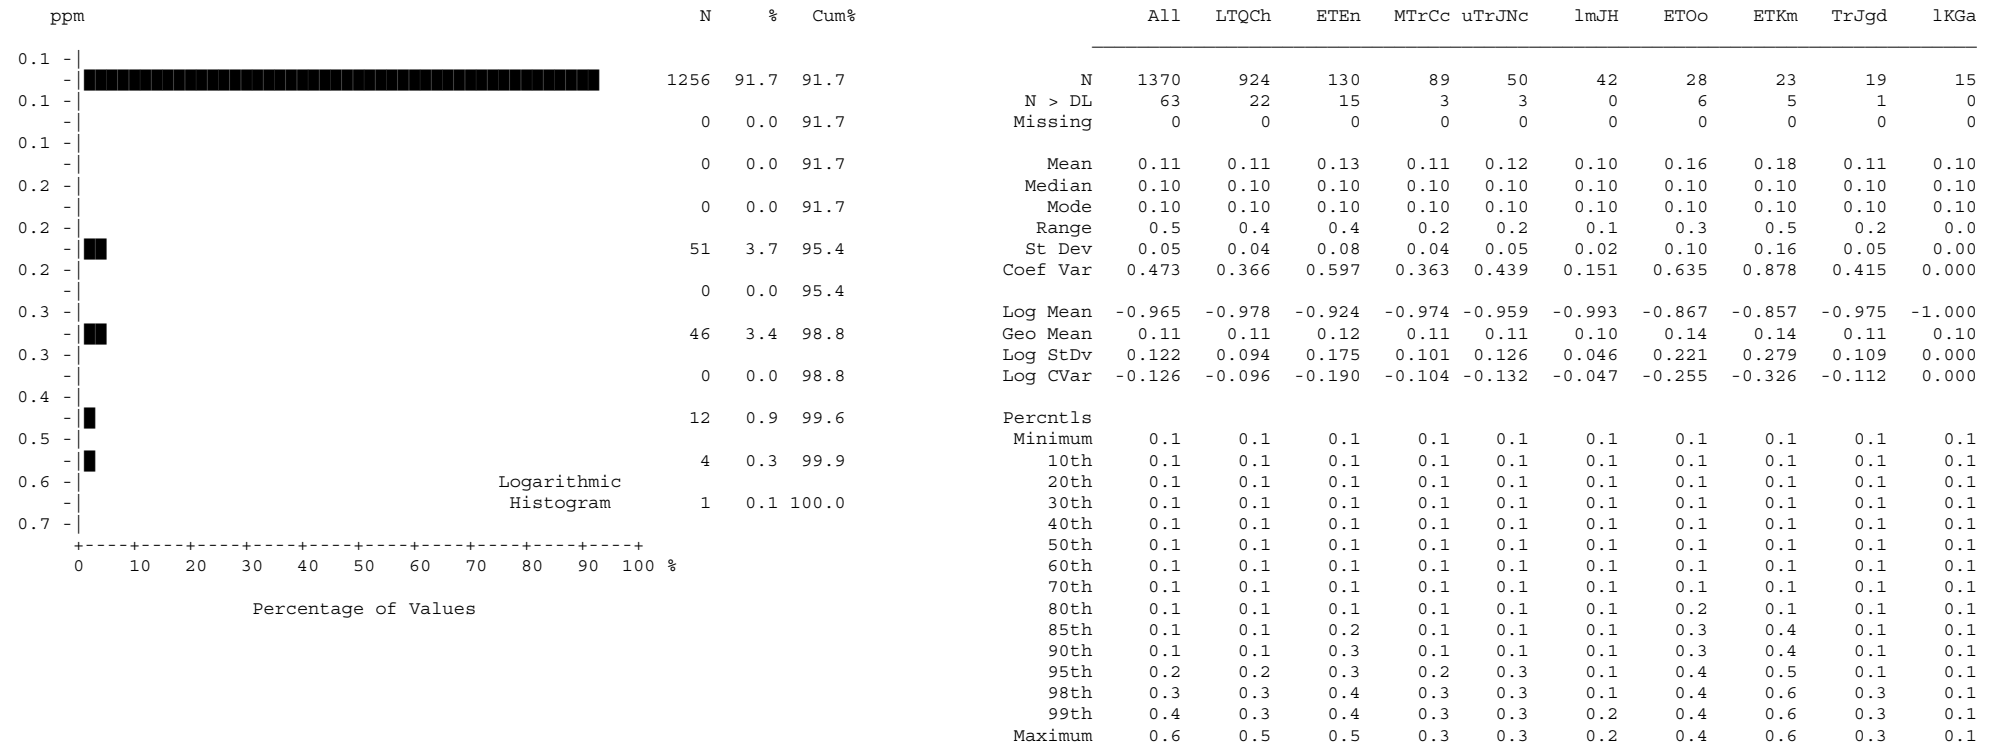 ppm N % Cum% All LTQCh ETEn MTrCc uTrJNc lmJH ETOo ETKm TrJgd lKGa
0.1 -|
-| 1256 91.7 91.7 N 1370 924 130 89 50 42 28 23 19 15
0.1 -| N > DL 63 22 15 3 3 0 6 5 1 0
-| 0 0.0 91.7 Missing 0 0 0 0 0 0 0 0 0 0
0.1 -|
-| 0 0.0 91.7 Mean 0.11 0.11 0.13 0.11 0.12 0.10 0.16 0.18 0.11 0.10
0.2 -| Median 0.10 0.10 0.10 0.10 0.10 0.10 0.10 0.10 0.10 0.10
-| 0 0.0 91.7 Mode 0.10 0.10 0.10 0.10 0.10 0.10 0.10 0.10 0.10 0.10
0.2 -| Range 0.5 0.4 0.4 0.2 0.2 0.1 0.3 0.5 0.2 0.0
-| 51 3.7 95.4 St Dev 0.05 0.04 0.08 0.04 0.05 0.02 0.10 0.16 0.05 0.00
0.2 -| Coef Var 0.473 0.366 0.597 0.363 0.439 0.151 0.635 0.878 0.415 0.000
-| 0 0.0 95.4
0.3 -| Log Mean -0.965 -0.978 -0.924 -0.974 -0.959 -0.993 -0.867 -0.857 -0.975 -1.000
-| 46 3.4 98.8 Geo Mean 0.11 0.11 0.12 0.11 0.11 0.10 0.14 0.14 0.11 0.10
0.3 -| Log StDv 0.122 0.094 0.175 0.101 0.126 0.046 0.221 0.279 0.109 0.000
-| 0 0.0 98.8 Log CVar -0.126 -0.096 -0.190 -0.104 -0.132 -0.047 -0.255 -0.326 -0.112 0.000
0.4 -|
-| 12 0.9 99.6 Percntls
0.5 -| Minimum 0.1 0.1 0.1 0.1 0.1 0.1 0.1 0.1 0.1 0.1
-| 4 0.3 99.9 10th 0.1 0.1 0.1 0.1 0.1 0.1 0.1 0.1 0.1 0.1
0.6 -| Logarithmic 20th 0.1 0.1 0.1 0.1 0.1 0.1 0.1 0.1 0.1 0.1
-| Histogram 1 0.1 100.0 30th 0.1 0.1 0.1 0.1 0.1 0.1 0.1 0.1 0.1 0.1
0.7 -| 40th 0.1 0.1 0.1 0.1 0.1 0.1 0.1 0.1 0.1 0.1
+----+----+----+----+----+----+----+----+----+----+ 50th 0.1 0.1 0.1 0.1 0.1 0.1 0.1 0.1 0.1 0.1
0 10 20 30 40 50 60 70 80 90 100 % 60th 0.1 0.1 0.1 0.1 0.1 0.1 0.1 0.1 0.1 0.1
70th 0.1 0.1 0.1 0.1 0.1 0.1 0.1 0.1 0.1 0.1
Percentage of Values 80th 0.1 0.1 0.1 0.1 0.1 0.1 0.2 0.1 0.1 0.1
85th 0.1 0.1 0.2 0.1 0.1 0.1 0.3 0.4 0.1 0.1
90th 0.1 0.1 0.3 0.1 0.1 0.1 0.3 0.4 0.1 0.1
95th 0.2 0.2 0.3 0.2 0.3 0.1 0.4 0.5 0.1 0.1
98th 0.3 0.3 0.4 0.3 0.3 0.1 0.4 0.6 0.3 0.1
99th 0.4 0.3 0.4 0.3 0.3 0.2 0.4 0.6 0.3 0.1
Maximum 0.6 0.5 0.5 0.3 0.3 0.2 0.4 0.6 0.3 0.1